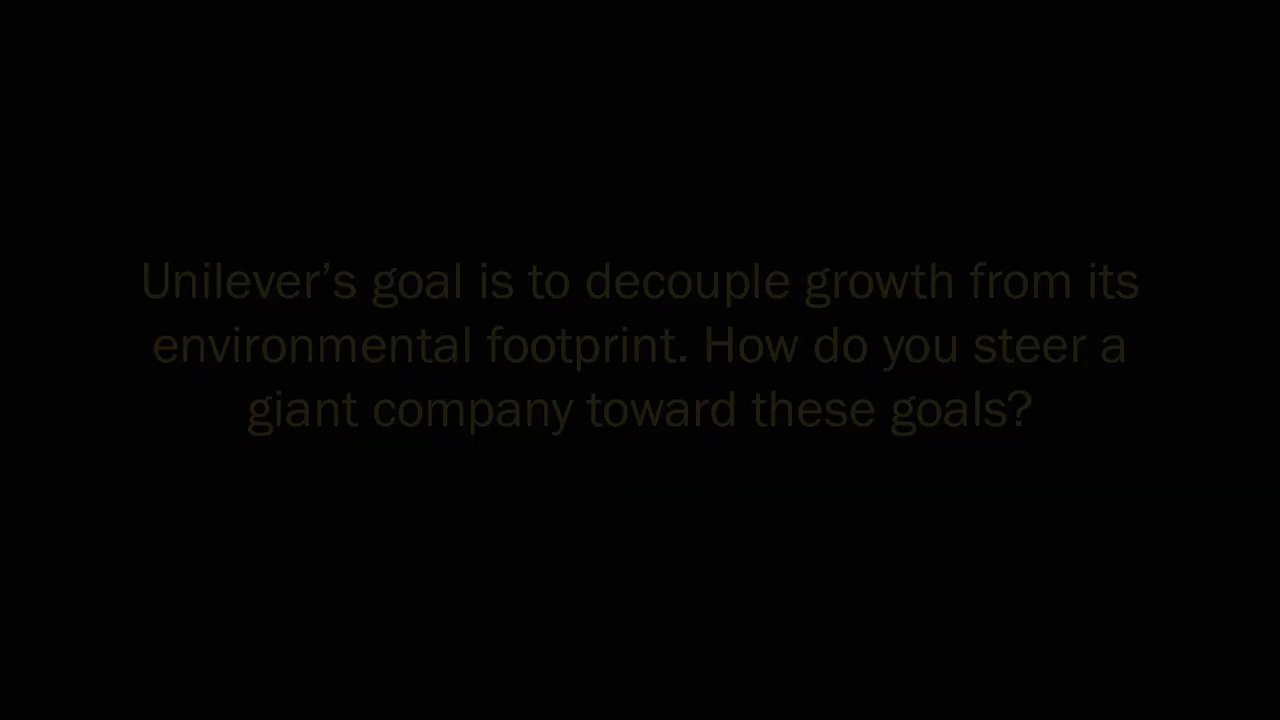 Unilever’s goal is to decouple growth from its
environmental footprint. How do you steer a
giant company toward these goals?